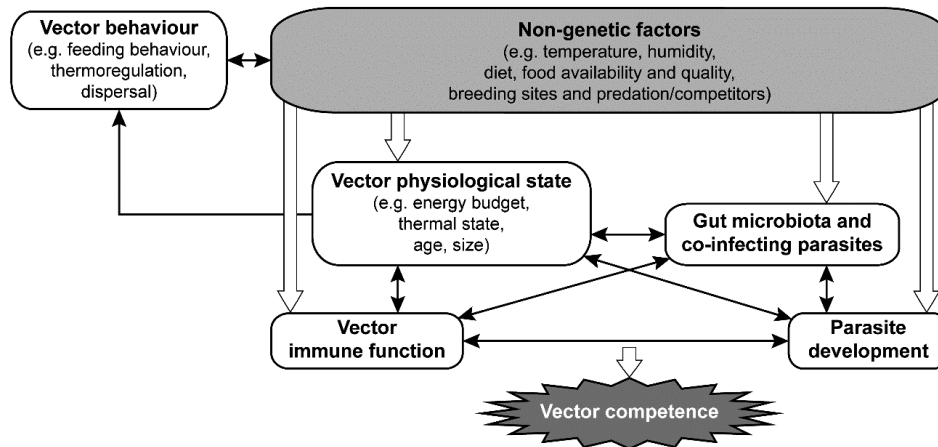 Vector behaviour
(e.g. feeding behaviour,
thermoregulation,
dispersal)
Non-genetic factors
(e.g. temperature, humidity,
diet, food availability and quality,
breeding sites and predation/competitors)
Vector physiological state
(e.g. energy budget,
thermal state,
age, size)
Gut microbiota and
co-infecting parasites
Vector
immune function
Parasite
development
Vector competence